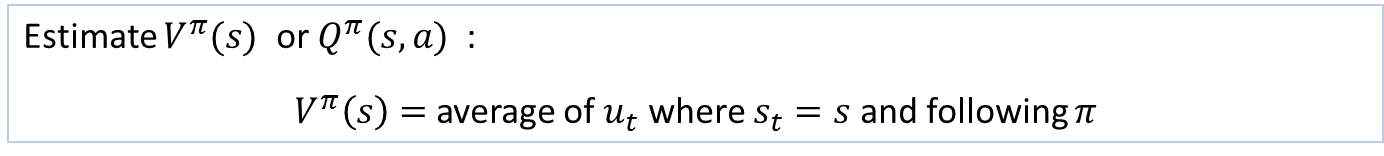 Estimate V^π(s) or Q^π(s, a) :
V^π(s) = average of u_t where s_t = s and following π